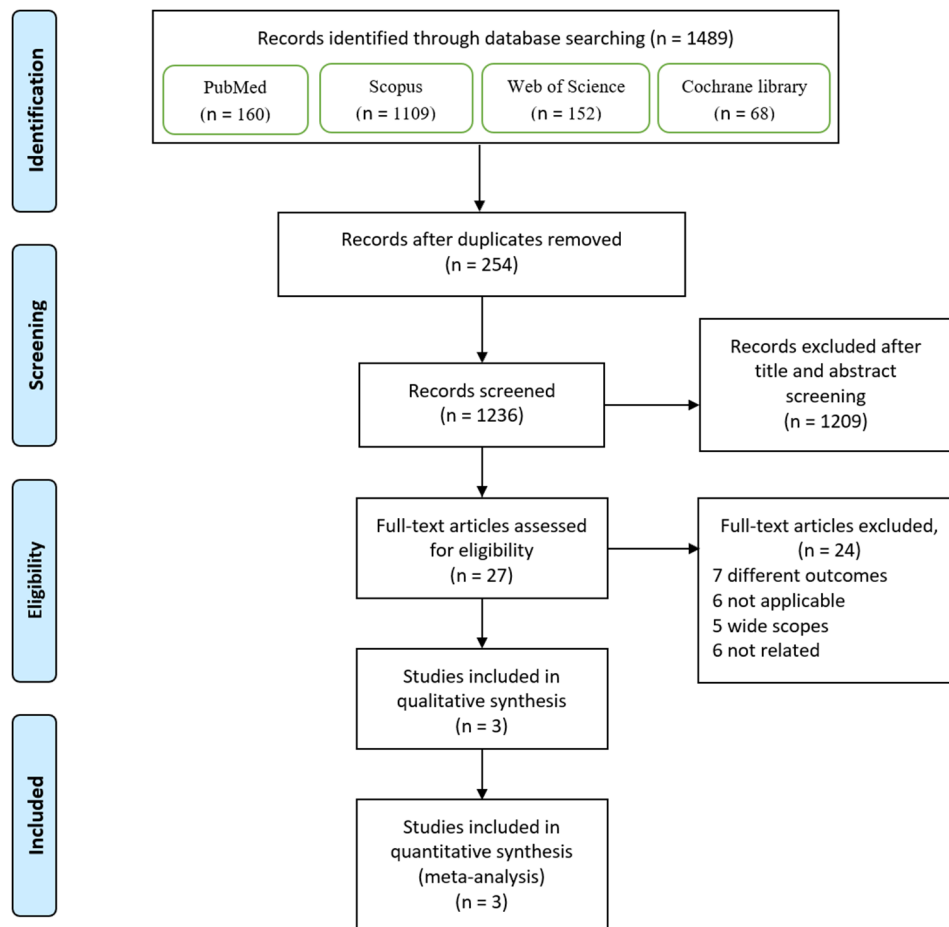 Identification
Records identified through database searching (n = 1489)
PubMed
(n = 160)
Scopus
(n = 1109)
Web of Science
(n = 152)
Cochrane library
(n = 68)
Records after duplicates removed
(n = 254)
Screening
Records screened
(n = 1236)
Records excluded after
title and abstract
screening
(n = 1209)
Eligibility
Full-text articles assessed
for eligibility
(n = 27)
Full-text articles excluded,
(n = 24)
7 different outcomes
6 not applicable
5 wide scopes
6 not related
Studies included in
qualitative synthesis
(n = 3)
Included
Studies included in
quantitative synthesis
(meta-analysis)
(n = 3)